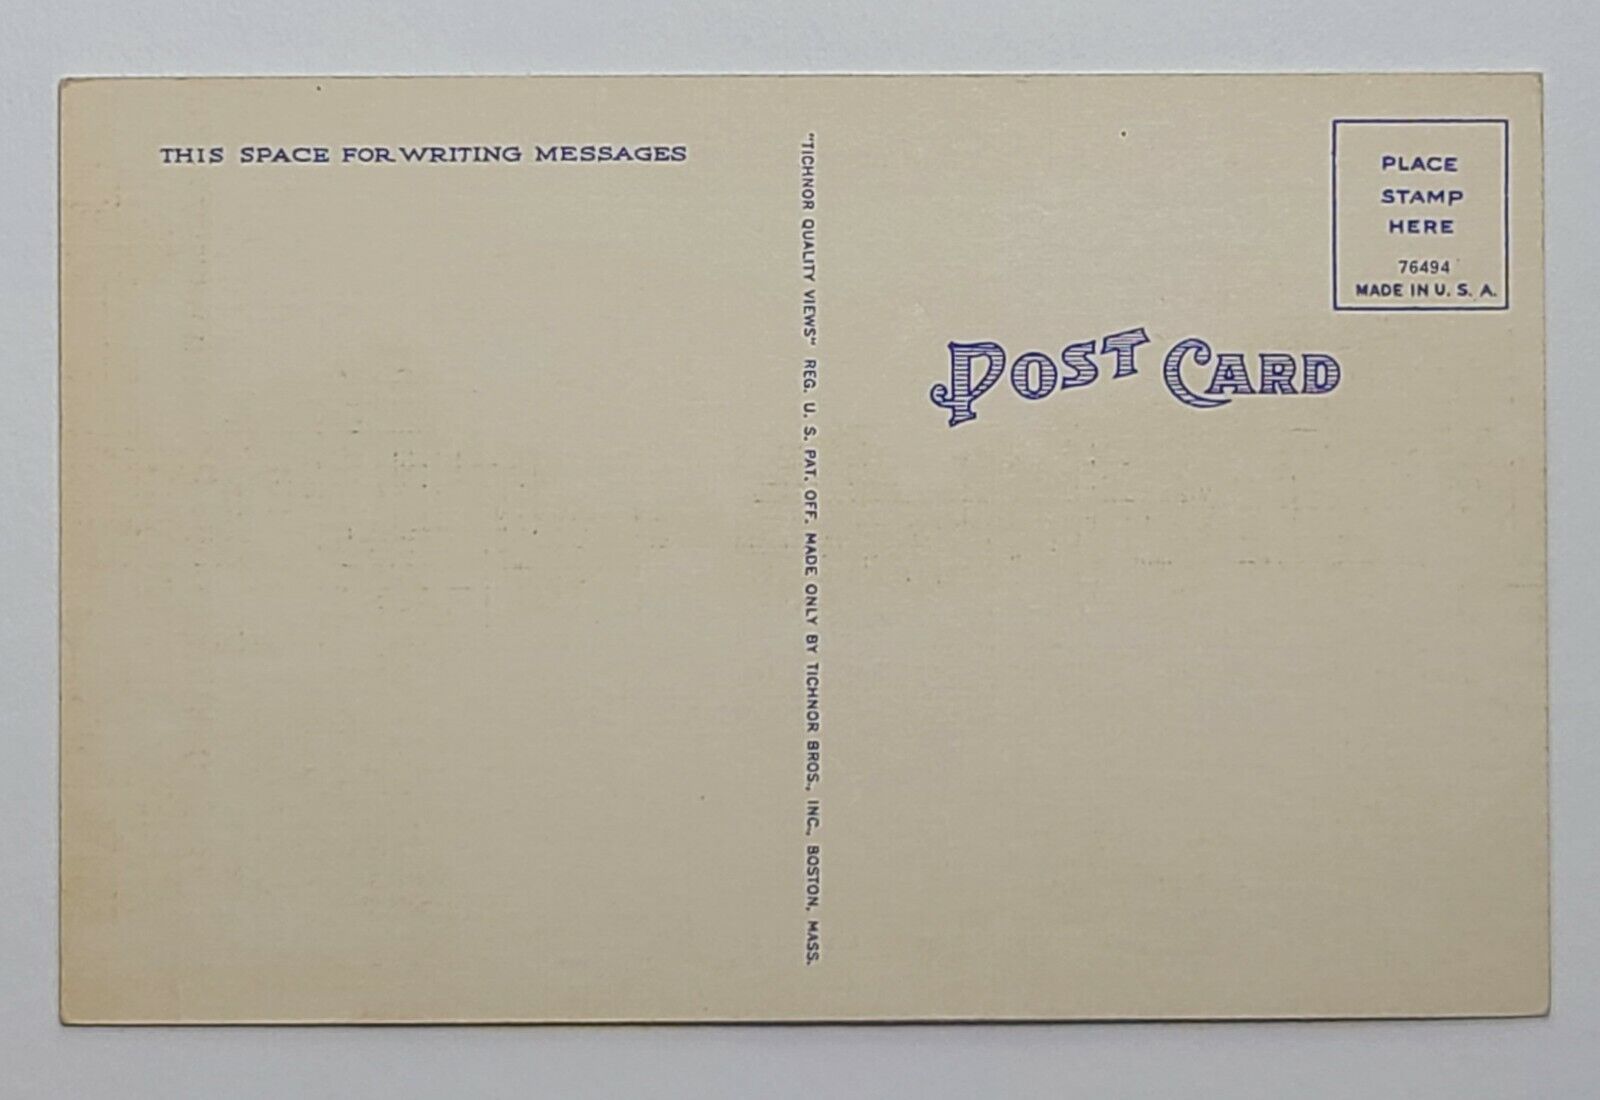 THIS SPACE FOR WRITING MESSAGES
"TICHNOR QUALITY VIEWS" REG. U. S. PAT. OFF. MADE ONLY BY TICHNOR BROS., INC., BOSTON, MASS.
PLACE
STAMP
HERE
76494
MADE IN U. S. A.
POST CARD